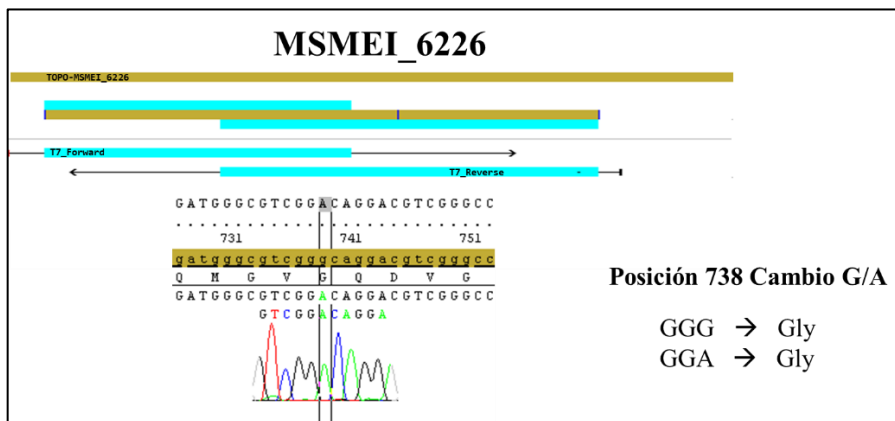 MSMEI_6226
TOPO-MSMEI_6226
T7_Forward
T7_Reverse
-
GATGGGCGTCGGACAGGACGTCGGGCC
. . . . . . . . . . . . . . . . . . . . . . . . . . .
731 741 751
gatgggcgtcgggcaggacgtcgggcc
Q M G V G Q D V G
GATGGGCGTCGGACAGGACGTCGGGCC
GTCGGACAGGA
Posición 738 Cambio G/A
GGG → Gly
GGA → Gly